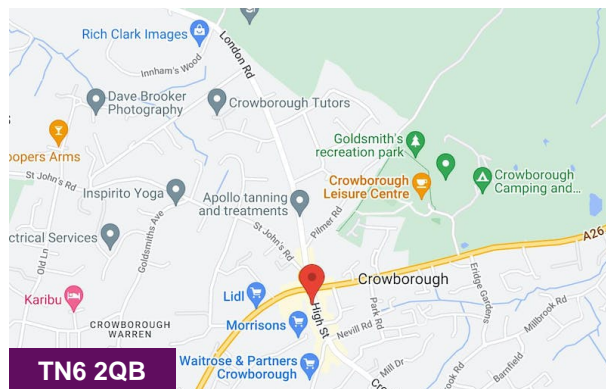 Rich Clark Images
London Rd
Innham's Wood
Dave Brooker
Photography
Crowborough Tutors
Goldsmith's
recreation park
oopers Arms
St John's Rd
Crowborough
Leisure Centre
Crowborough
Camping and...
Inspirito Yoga
Apollo tanning
and treatments
Pilmer Rd
Goldsmiths Ave
St John's Rd
ctrical Services
Old Ln
A26
Crowborough
Eridge Gardens
Karibu
Lidl
Park Rd
Millbrook Rd
High St
Morrisons
Nevill Rd
CROWBOROUGH
WARREN
Mill Dr
Barnfield
Waitrose & Partners
Crowborough
TN6 2QB